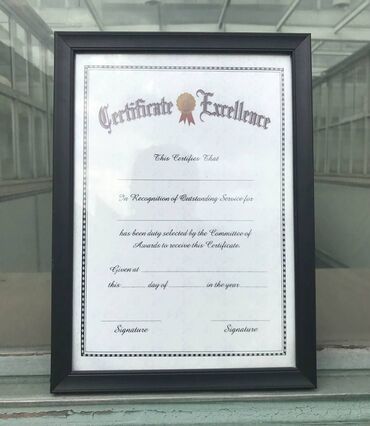 Certificate Excellence
This Certifies That
In Recognition of Outstanding Service for
has been duty selected by the Committee of
Awards to receive this Certificate.
Given at
this day of in the year
Signature Signature